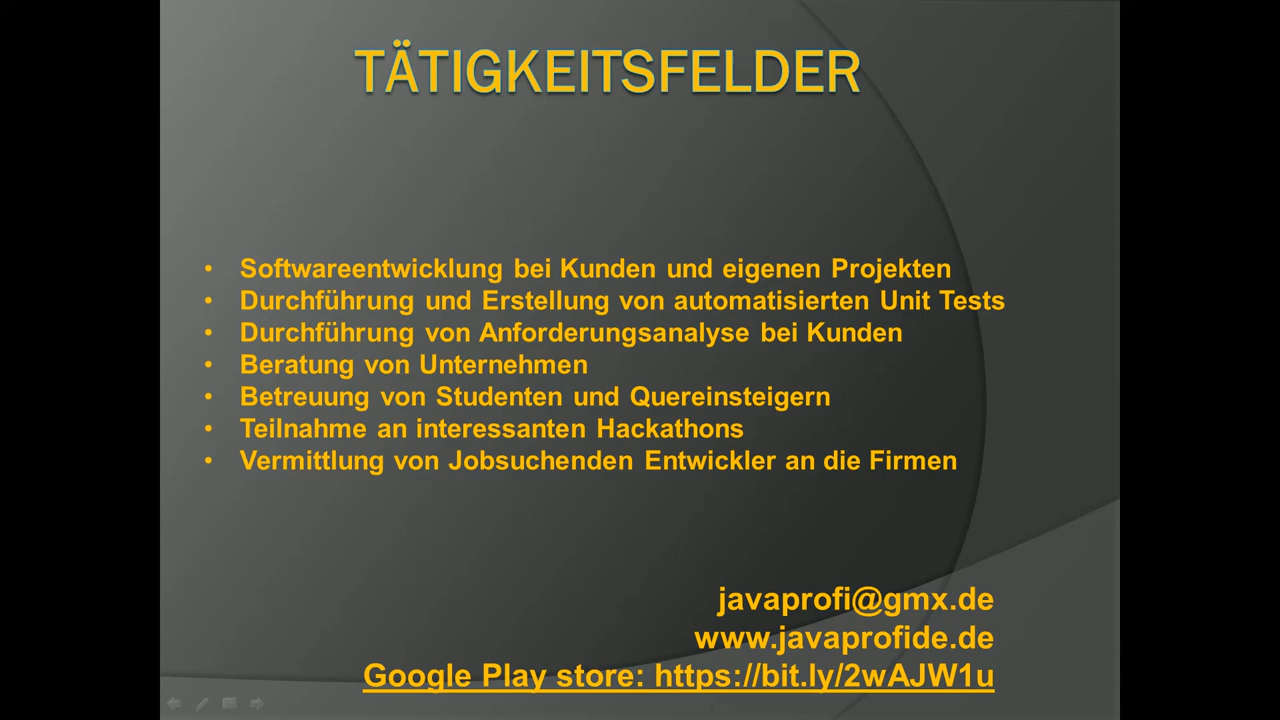 TÄTIGKEITSFELDER
• Softwareentwicklung bei Kunden und eigenen Projekten
• Durchführung und Erstellung von automatisierten Unit Tests
• Durchführung von Anforderungsanalyse bei Kunden
• Beratung von Unternehmen
• Betreuung von Studenten und Quereinsteigern
• Teilnahme an interessanten Hackathons
• Vermittlung von Jobsuchenden Entwickler an die Firmen
javaprofi@gmx.de
www.javaprofide.de
Google Play store: https://bit.ly/2wAJW1u